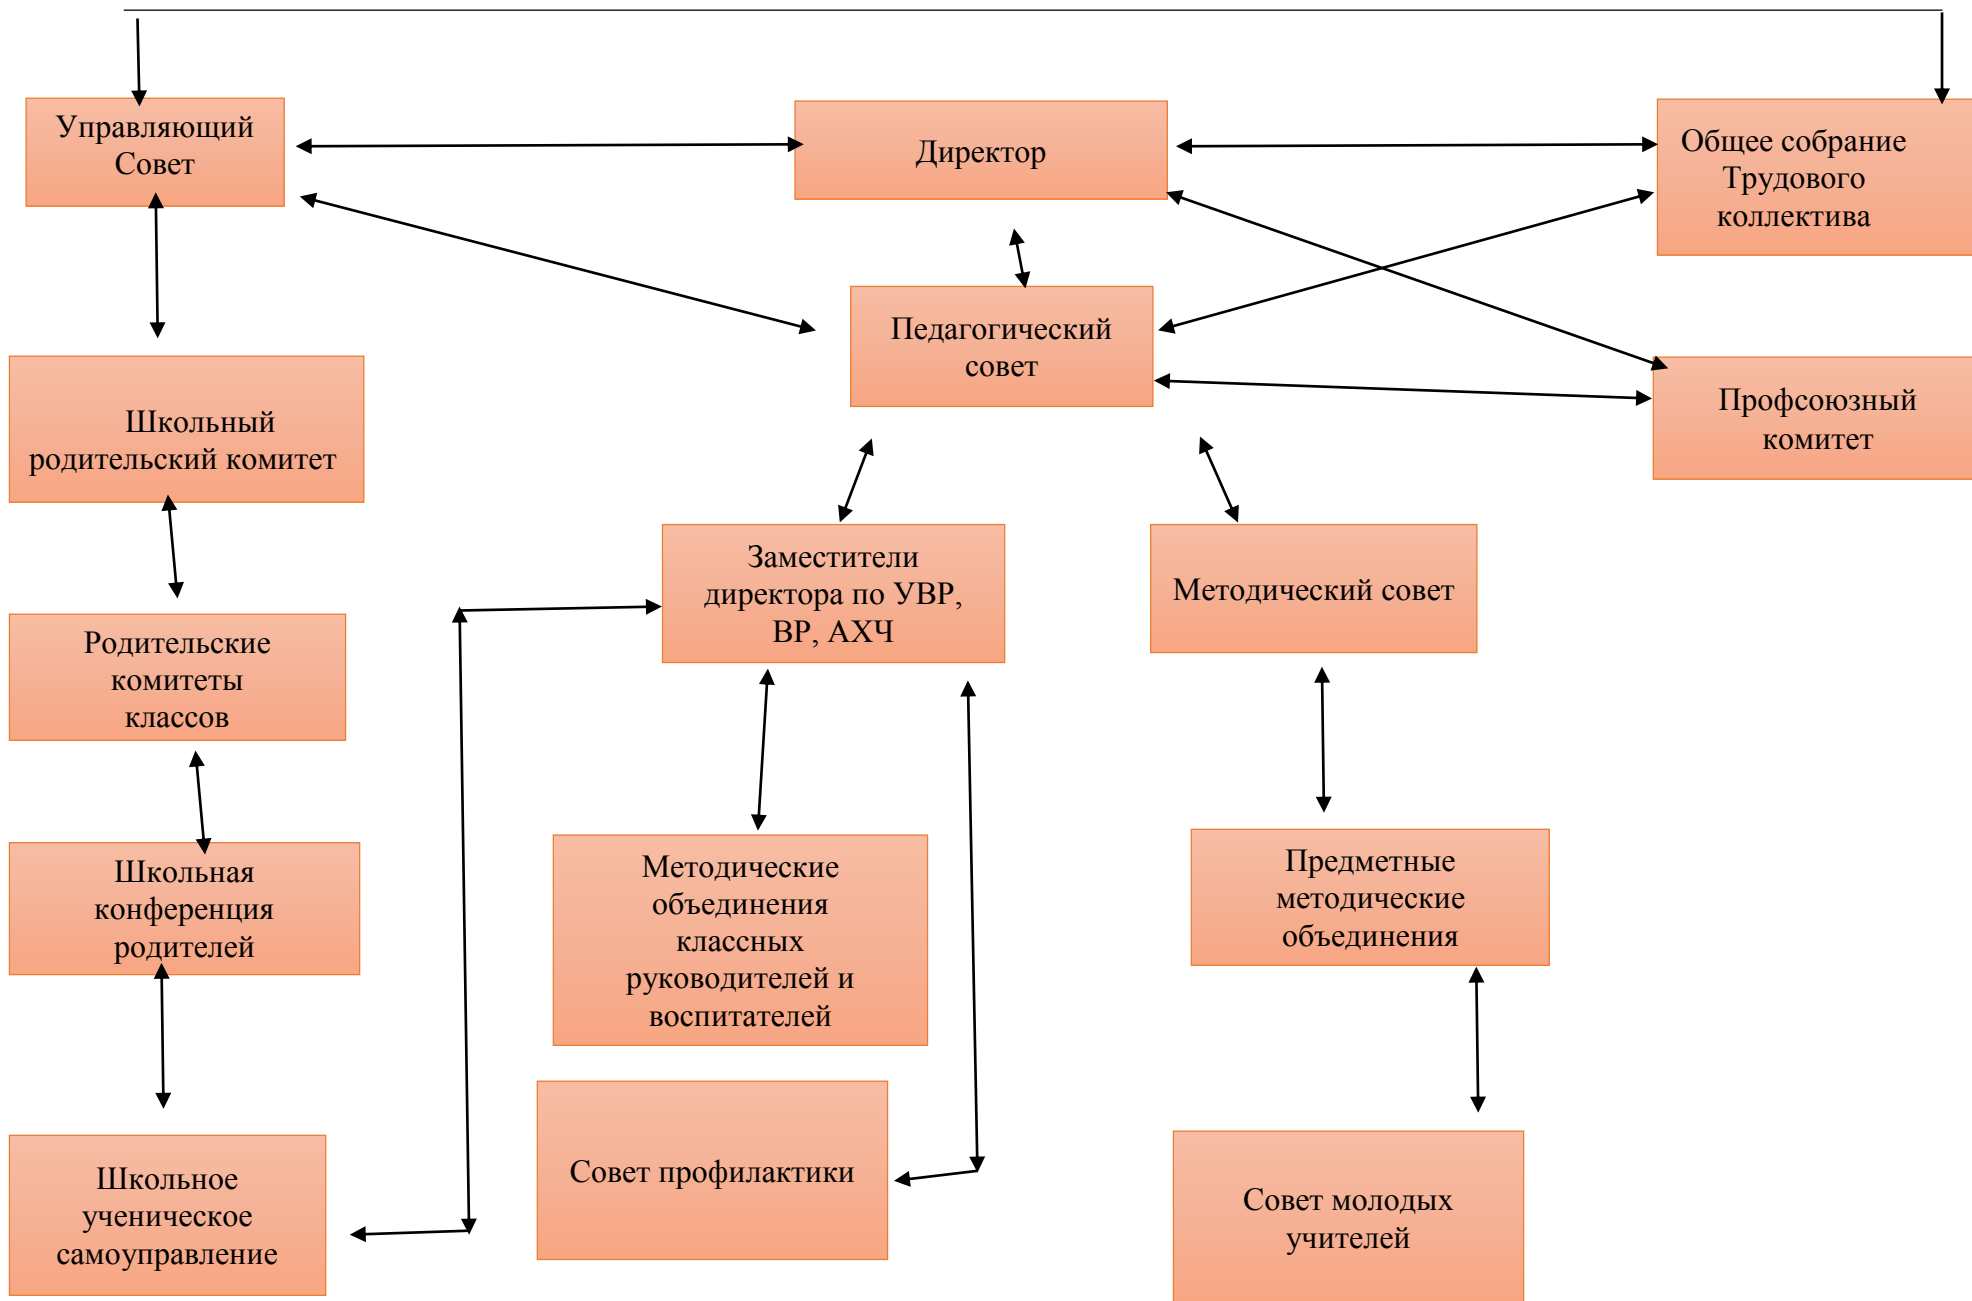 Управляющий
Совет
Директор
Общее собрание
Трудового
коллектива
Педагогический
совет
Профсоюзный
комитет
Школьный
родительский комитет
Заместители
директора по УВР,
ВР, АХЧ
Методический совет
Родительские
комитеты
классов
Школьная
конференция
родителей
Методические
объединения
классных
руководителей и
воспитателей
Предметные
методические
объединения
Школьное
ученическое
самоуправление
Совет профилактики
Совет молодых
учителей